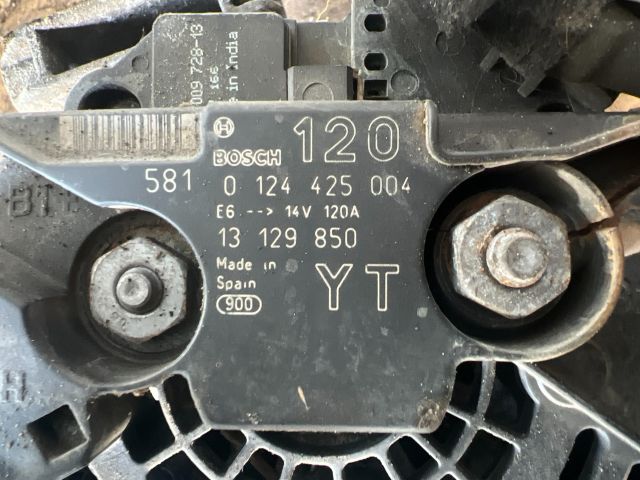 009 728-13
166
in India
BOSCH 120
581 0 124 425 004
E6 --> 14V 120A
13 129 850
Made in
Spain
YT
900